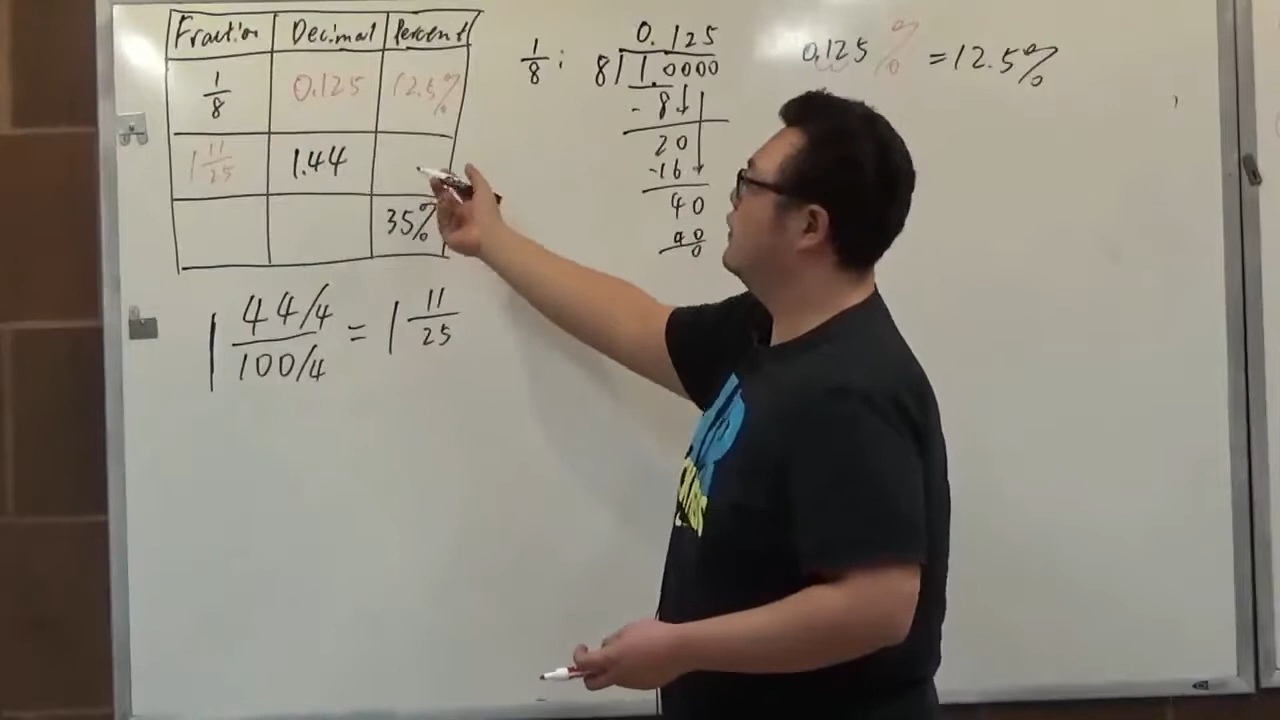 Fraction Decimal Percent
1/8 0.125 12.5%
1 11/25 1.44
35%
1 44/4 / 100/4 = 1 11/25
1/8 : 0.125
8 1.0000
- 8
20
-16
40
40
0
0.125 % = 12.5%